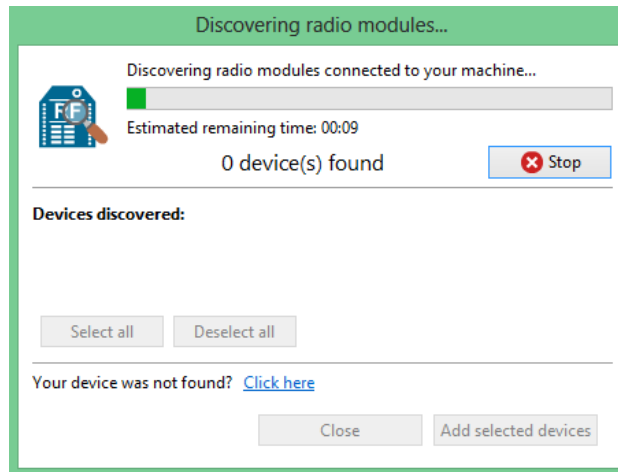 Discovering radio modules...
Discovering radio modules connected to your machine...
Estimated remaining time: 00:09
0 device(s) found
Stop
Devices discovered:
Select all
Deselect all
Your device was not found? Click here
Close
Add selected devices